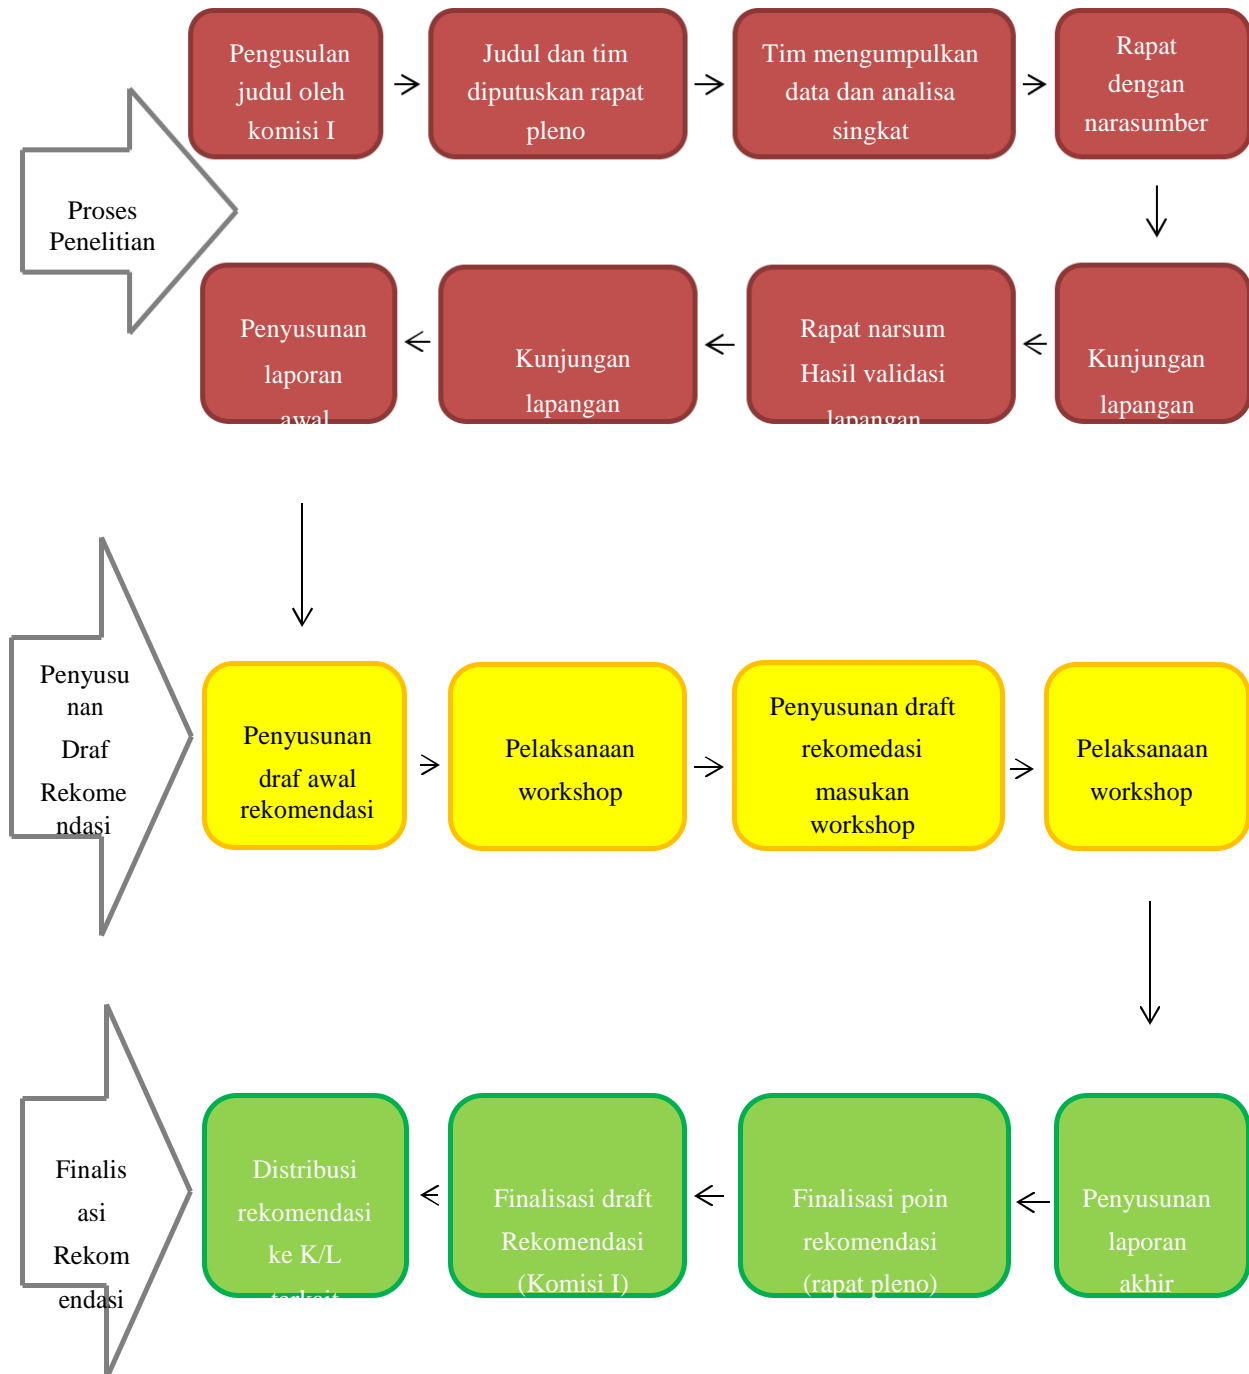 Pengusulan
judul oleh
komisi I
Judul dan tim
diputuskan rapat
pleno
Tim mengumpulkan
data dan analisa
singkat
Rapat
dengan
narasumber
Proses
Penelitian
Penyusunan
laporan
awal
Kunjungan
lapangan
Rapat narsum
Hasil validasi
lapangan
Kunjungan
lapangan
Penyusu
nan
Draf
Rekome
ndasi
Penyusunan
draf awal
rekomendasi
Pelaksanaan
workshop
Penyusunan draft
rekomedasi
masukan
workshop
Pelaksanaan
workshop
Finalis
asi
Rekom
endasi
Distribusi
rekomendasi
ke K/L
terkait
Finalisasi draft
Rekomendasi
(Komisi I)
Finalisasi poin
rekomendasi
(rapat pleno)
Penyusunan
laporan
akhir